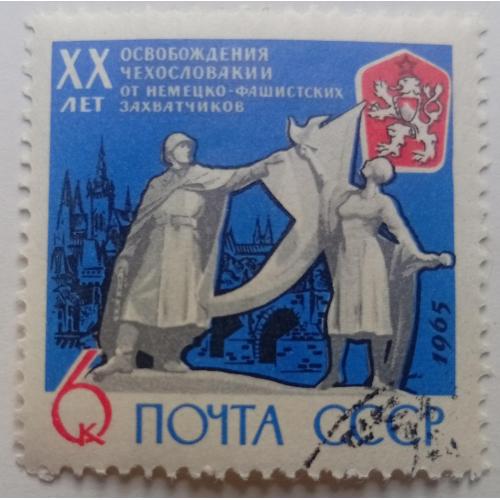 XX ЛЕТ
ОСВОБОЖДЕНИЯ
ЧЕХОСЛОВАКИИ
ОТ НЕМЕЦКО-ФАШИСТСКИХ
ЗАХВАТЧИКОВ
1965
6к
ПОЧТА СССР